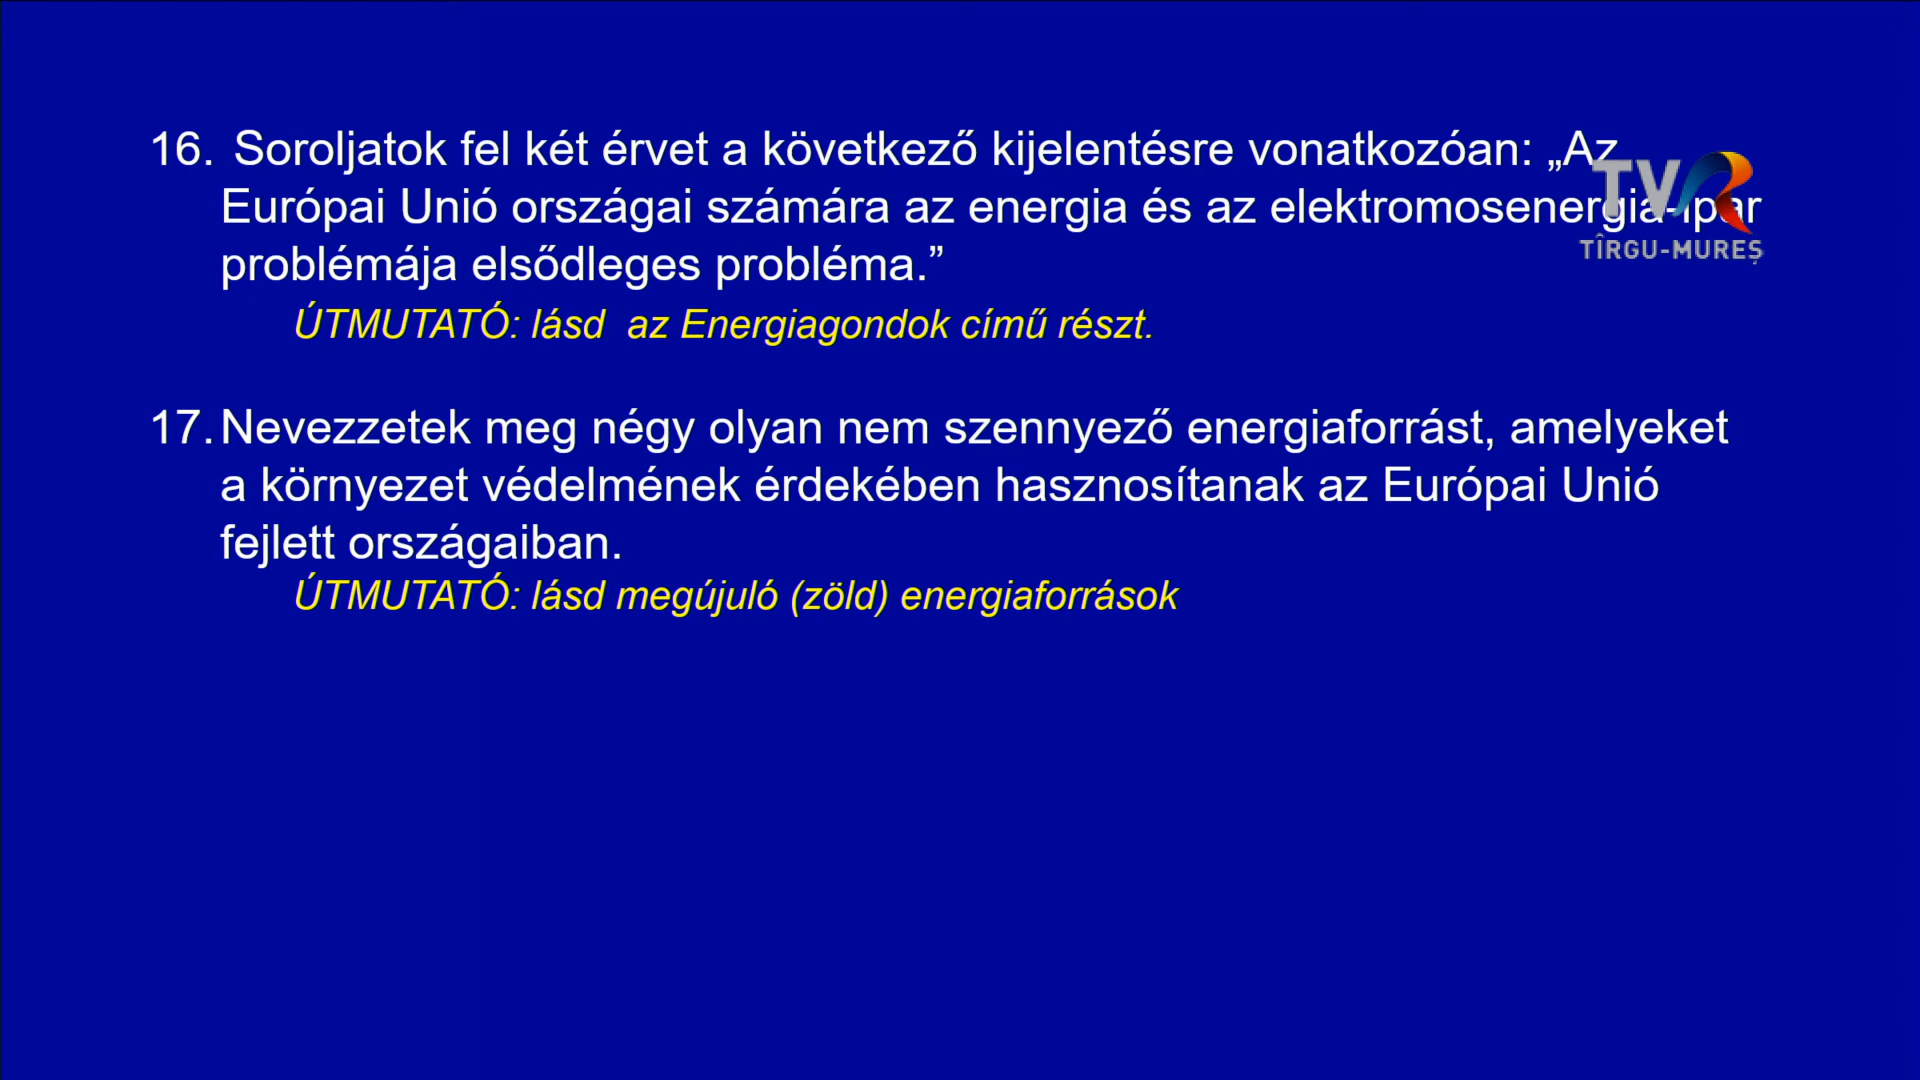 16. Soroljatok fel két érvet a következő kijelentésre vonatkozóan: „Az
Európai Unió országai számára az energia és az elektromosenergia-ipar
problémája elsődleges probléma.”
ÚTMUTATÓ: lásd az Energiagondok című részt.
17. Nevezzetek meg négy olyan nem szennyező energiaforrást, amelyeket
a környezet védelmének érdekében hasznosítanak az Európai Unió
fejlett országaiban.
ÚTMUTATÓ: lásd megújuló (zöld) energiaforrások
TVR
TÎRGU-MUREȘ